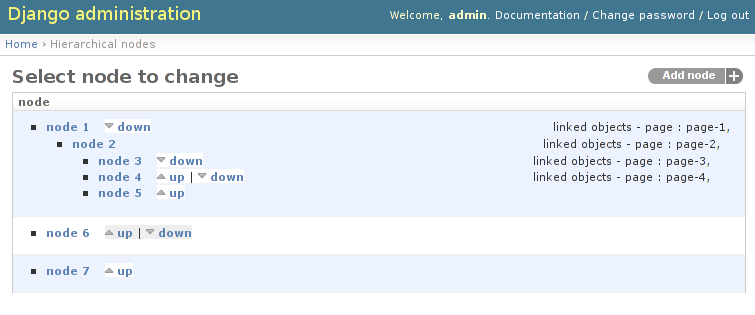 Django administration
Welcome, admin. Documentation / Change password / Log out
Home › Hierarchical nodes
Select node to change
Add node +
node
node 1 down linked objects - page : page-1,
node 2 linked objects - page : page-2,
node 3 down linked objects - page : page-3,
node 4 up | down linked objects - page : page-4,
node 5 up
node 6 up | down
node 7 up